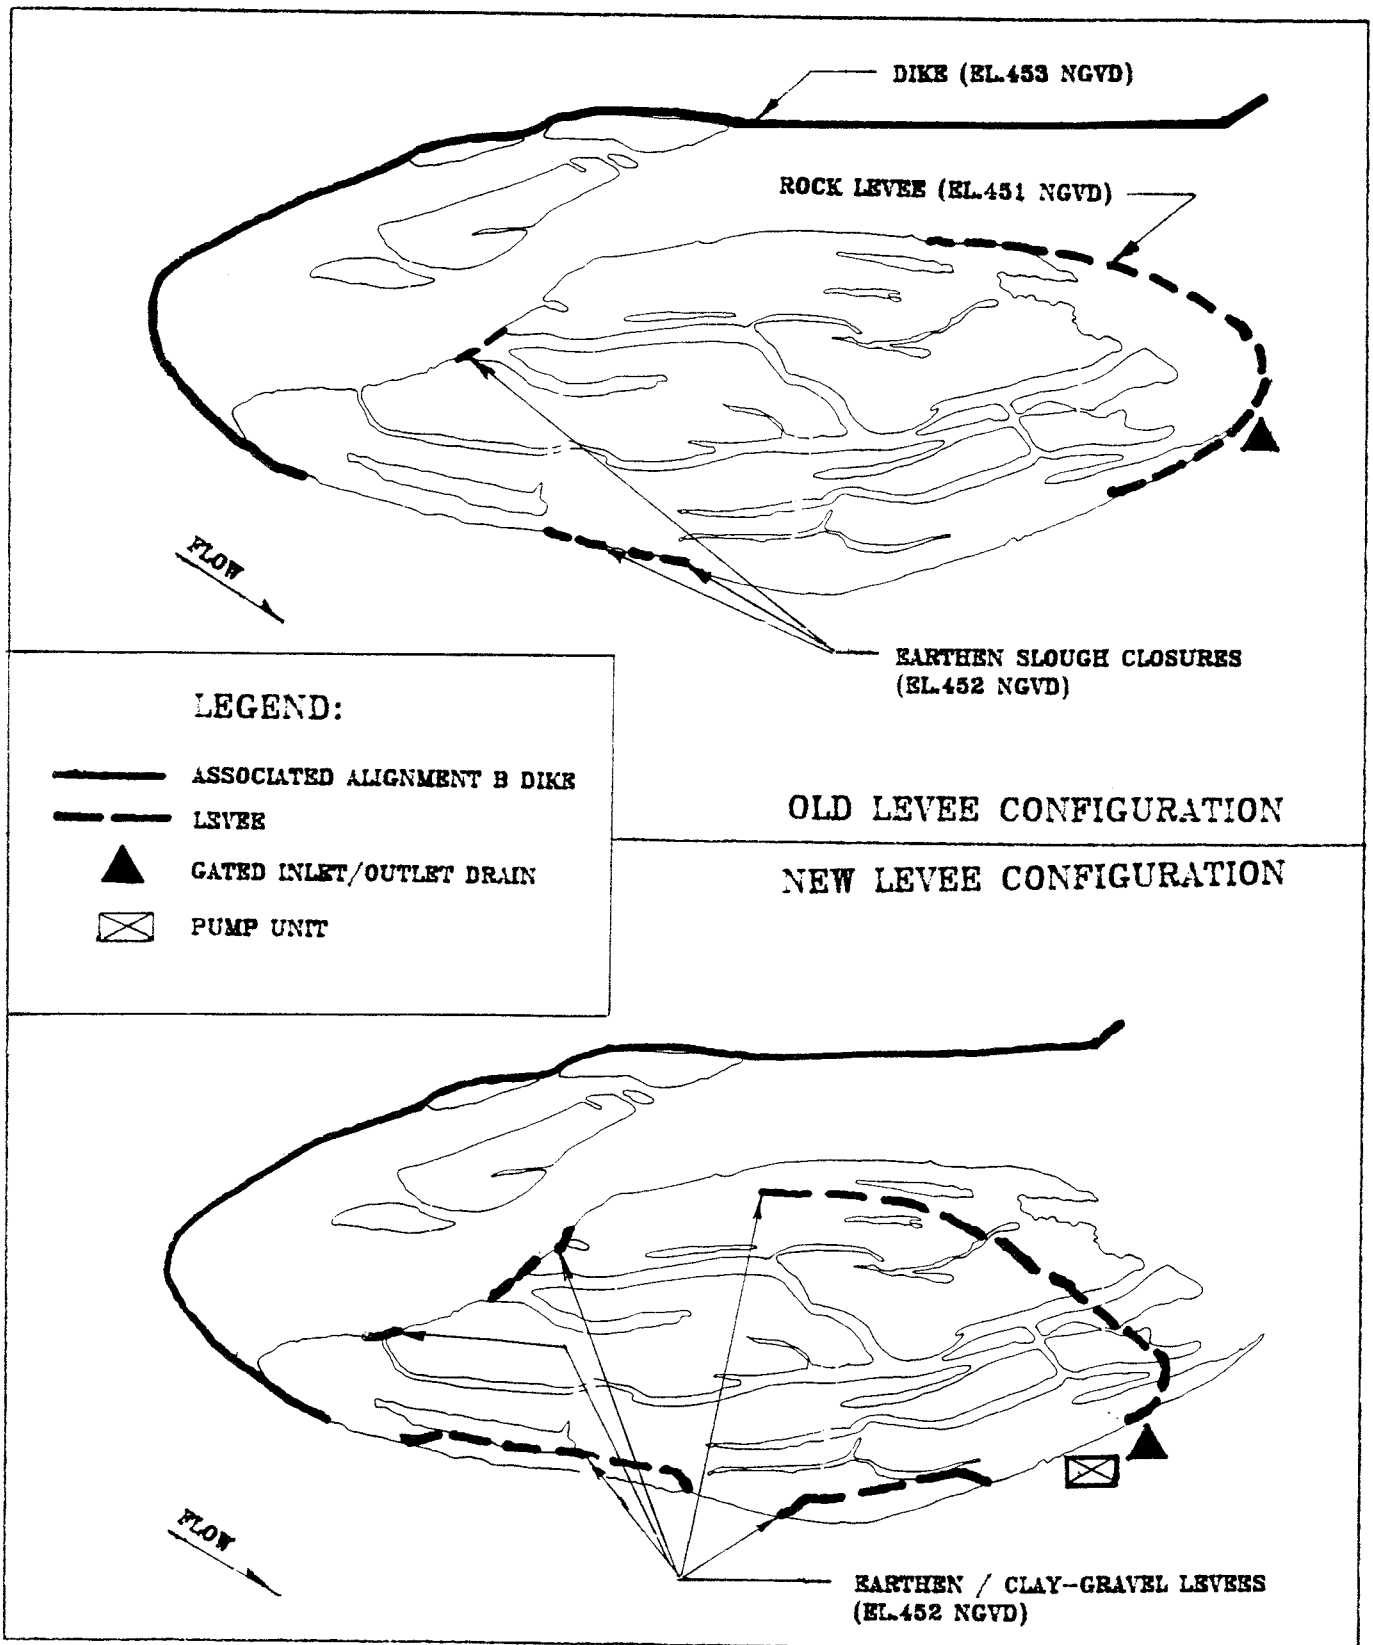 DIKE (EL.453 NGVD)
ROCK LEVEE (EL.451 NGVD)
FLOW
EARTHEN SLOUGH CLOSURES
(EL.452 NGVD)
LEGEND:
ASSOCIATED ALIGNMENT B DIKE
LEVEE
GATED INLET/OUTLET DRAIN
PUMP UNIT
OLD LEVEE CONFIGURATION
NEW LEVEE CONFIGURATION
FLOW
EARTHEN / CLAY-GRAVEL LEVEES
(EL.452 NGVD)